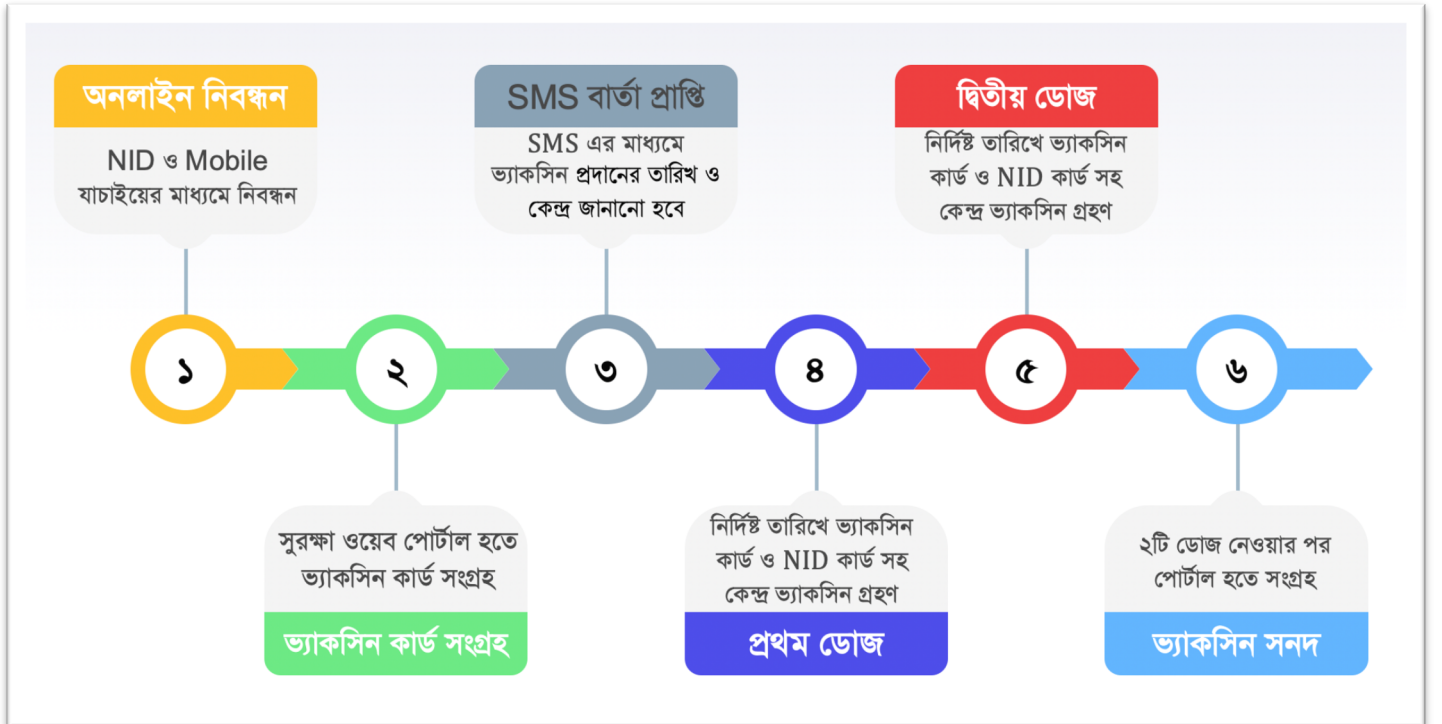 অনলাইন নিবন্ধন
NID ও Mobile
যাচাইয়ের মাধ্যমে নিবন্ধন
SMS বার্তা প্রাপ্তি
SMS এর মাধ্যমে
ভ্যাকসিন প্রদানের তারিখ ও
কেন্দ্র জানানো হবে
দ্বিতীয় ডোজ
নির্দিষ্ট তারিখে ভ্যাকসিন
কার্ড ও NID কার্ড সহ
কেন্দ্র ভ্যাকসিন গ্রহণ
১
২
৩
৪
৫
৬
সুরক্ষা ওয়েব পোর্টাল হতে
ভ্যাকসিন কার্ড সংগ্রহ
ভ্যাকসিন কার্ড সংগ্রহ
নির্দিষ্ট তারিখে ভ্যাকসিন
কার্ড ও NID কার্ড সহ
কেন্দ্র ভ্যাকসিন গ্রহণ
প্রথম ডোজ
২টি ডোজ নেওয়ার পর
পোর্টাল হতে সংগ্রহ
ভ্যাকসিন সনদ